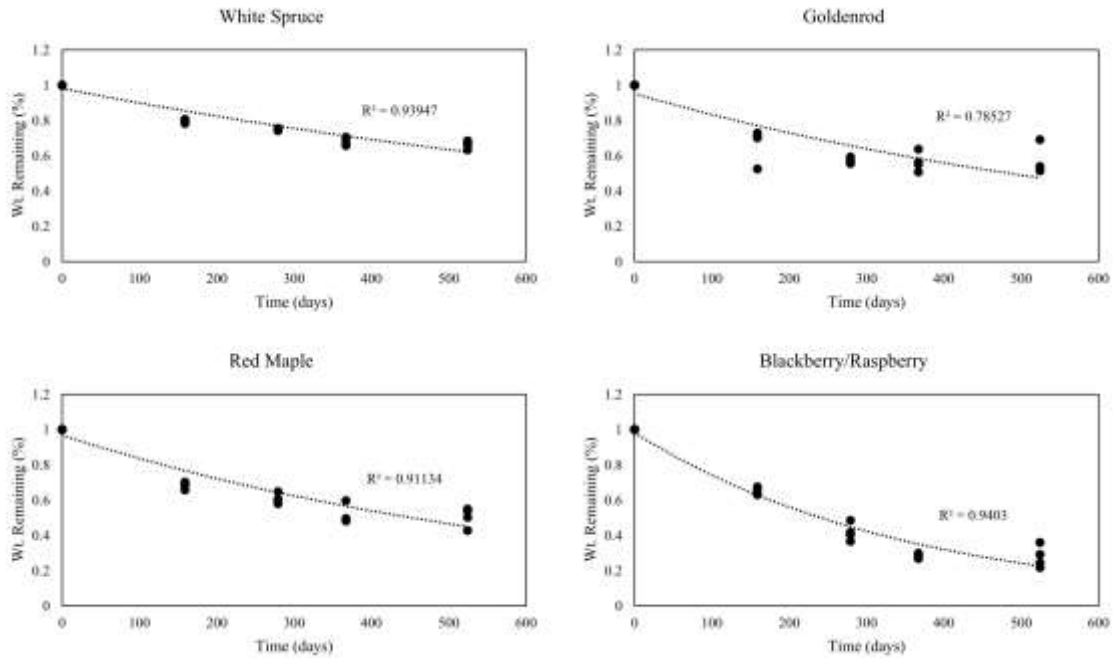 White Spruce
1.2
1
0.8
0.6
0.4
0.2
0
Wt. Remaining (%)
R² = 0.93947
0 100 200 300 400 500 600
Time (days)
Goldenrod
1.2
1
0.8
0.6
0.4
0.2
0
Wt. Remaining (%)
R² = 0.78527
0 100 200 300 400 500 600
Time (days)
Red Maple
1.2
1
0.8
0.6
0.4
0.2
0
Wt. Remaining (%)
R² = 0.91134
0 100 200 300 400 500 600
Time (days)
Blackberry/Raspberry
1.2
1
0.8
0.6
0.4
0.2
0
Wt. Remaining (%)
R² = 0.9403
0 100 200 300 400 500 600
Time (days)